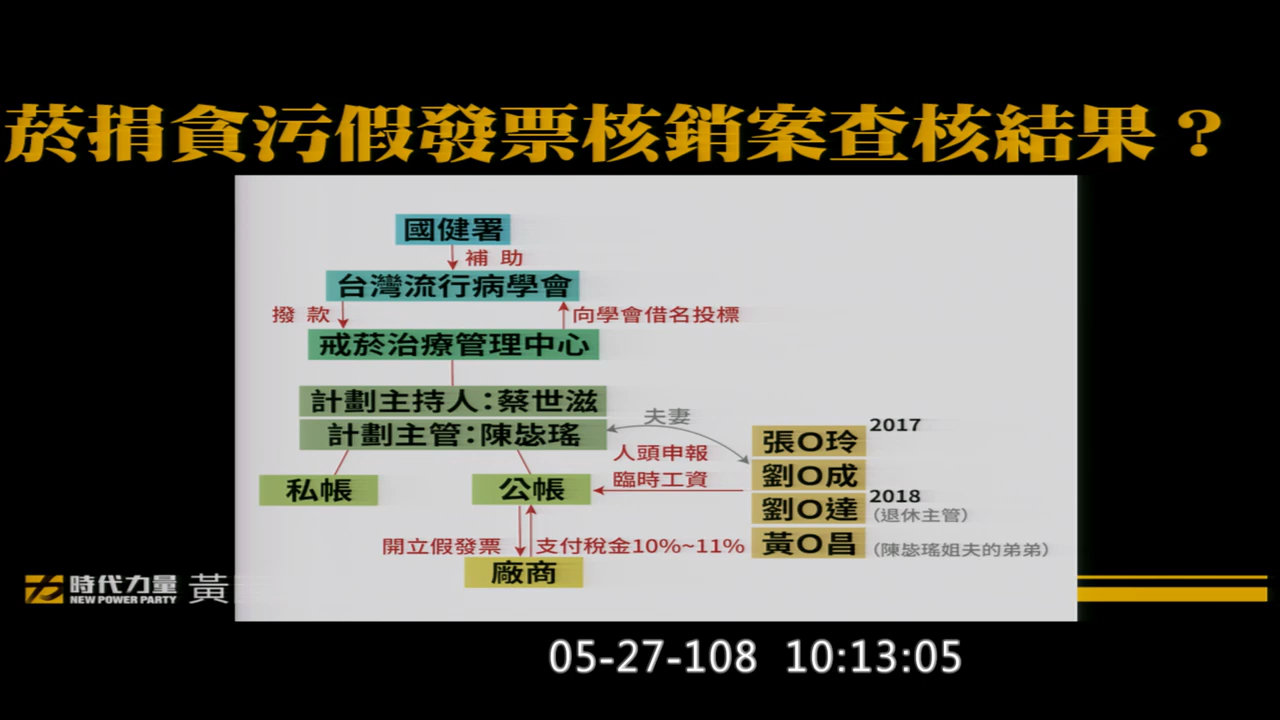 菸捐貪污假發票核銷案查核結果？
國健署
補 助
台灣流行病學會
撥 款
向學會借名投標
戒菸治療管理中心
計劃主持人：蔡世滋
計劃主管：陳毖瑤
夫妻
人頭申報
臨時工資
張O玲
2017
劉O成
劉O達
2018
（退休主管）
黃O昌
（陳毖瑤姐夫的弟弟）
私帳
公帳
開立假發票
支付稅金10%~11%
廠商
時代力量
NEW POWER PARTY
黃
05-27-108 10:13:05